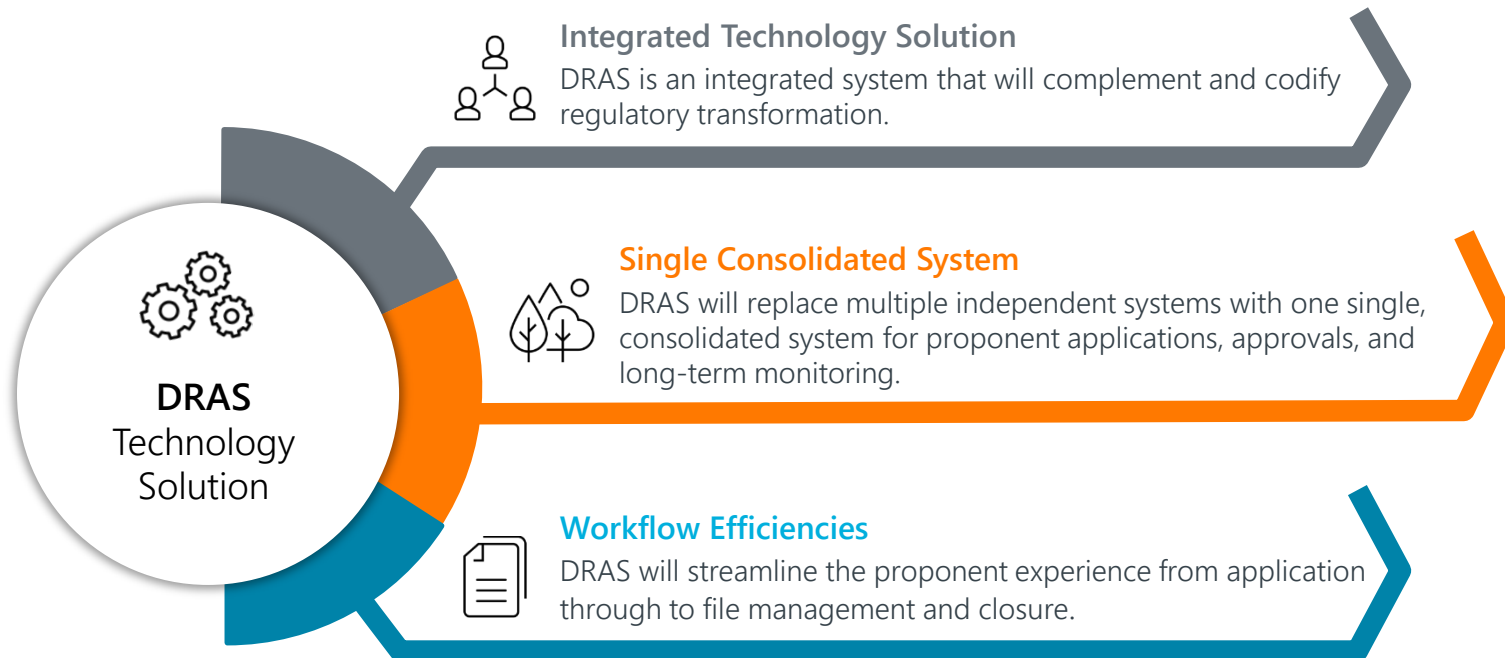 Integrated Technology Solution
DRAS is an integrated system that will complement and codify
regulatory transformation.
Single Consolidated System
DRAS will replace multiple independent systems with one single,
consolidated system for proponent applications, approvals, and
long-term monitoring.
DRAS
Technology
Solution
Workflow Efficiencies
DRAS will streamline the proponent experience from application
through to file management and closure.